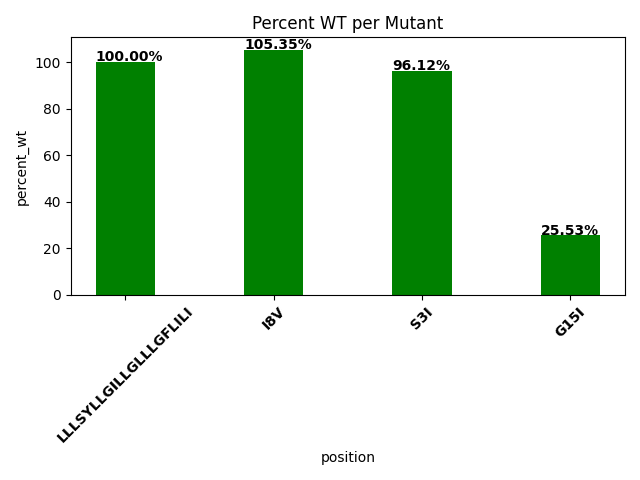 Percent WT per Mutant
percent_wt
100
80
60
40
20
0
100.00%
105.35%
96.12%
25.53%
LLLSYLLGILLGLLLGFLILI
I8V
S3I
G15I
position